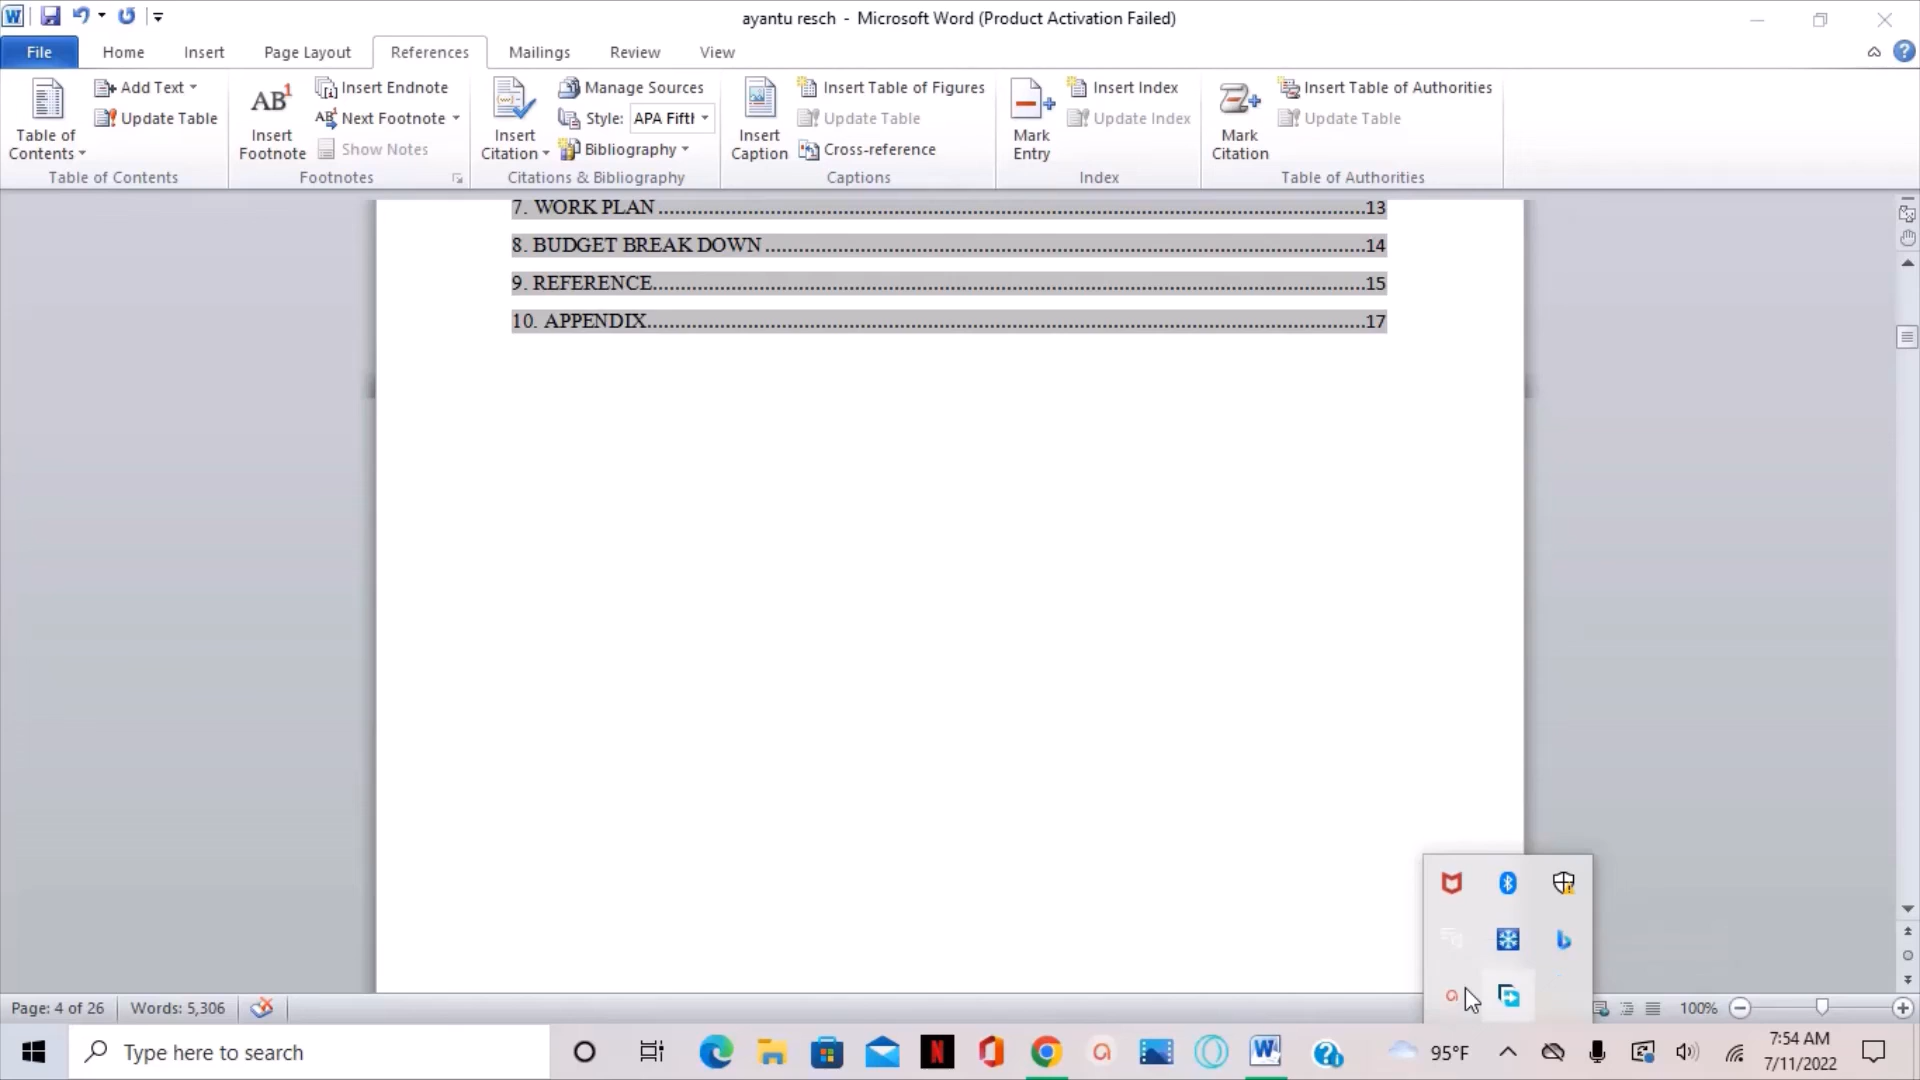 ayantu resch - Microsoft Word (Product Activation Failed)
File Home Insert Page Layout References Mailings Review View
Table of Contents
Add Text
Update Table
Table of Contents
AB1 Insert Footnote
Insert Endnote
Next Footnote
Show Notes
Footnotes
Insert Citation
Manage Sources
Style: APA Fifth
Bibliography
Citations & Bibliography
Insert Caption
Insert Table of Figures
Update Table
Cross-reference
Captions
Mark Entry
Insert Index
Update Index
Index
Mark Citation
Insert Table of Authorities
Update Table
Table of Authorities
7. WORK PLAN ........ 13
8. BUDGET BREAK DOWN ........ 14
9. REFERENCE ........ 15
10. APPENDIX ........ 17
Page: 4 of 26 Words: 5,306 100%
Type here to search 95°F 7:54 AM
7/11/2022